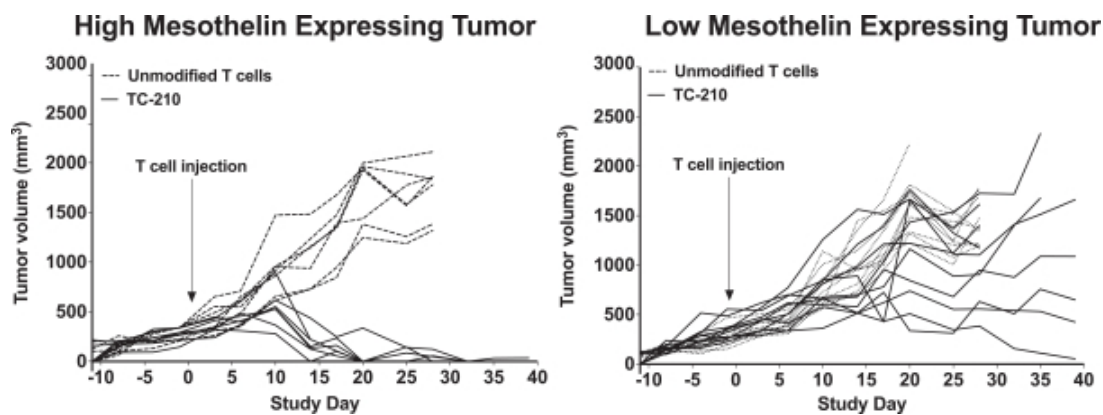 High Mesothelin Expressing Tumor
3000
2500
2000
1500
1000
500
0
Tumor volume (mm³)
Unmodified T cells
TC-210
T cell injection
-10 -5 0 5 10 15 20 25 30 35 40
Study Day
Low Mesothelin Expressing Tumor
3000
2500
2000
1500
1000
500
0
Tumor volume (mm³)
Unmodified T cells
TC-210
T cell injection
-10 -5 0 5 10 15 20 25 30 35 40
Study Day